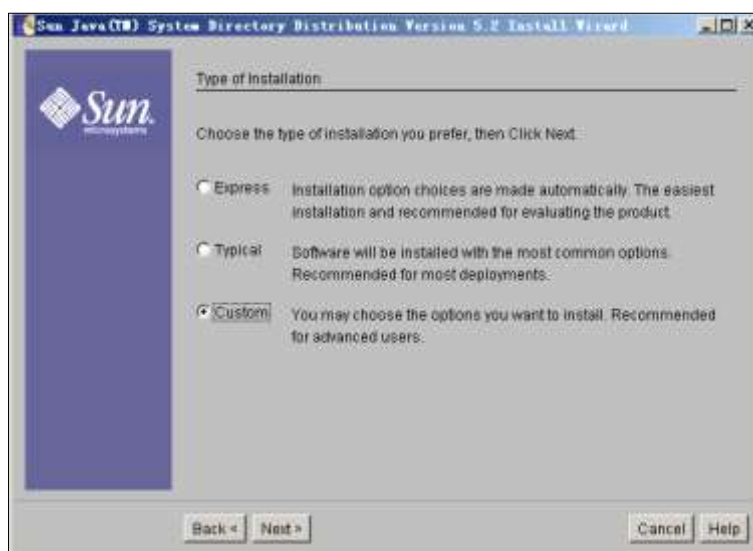 Sun Java(TM) System Directory Distribution Version 5.2 Install Wizard
Sun
microsystems
Type of Installation
Choose the type of installation you prefer, then Click Next.
Express
Installation option choices are made automatically. The easiest
installation and recommended for evaluating the product.
Typical
Software will be installed with the most common options.
Recommended for most deployments.
Custom
You may choose the options you want to install. Recommended
for advanced users.
Back <
Next >
Cancel
Help